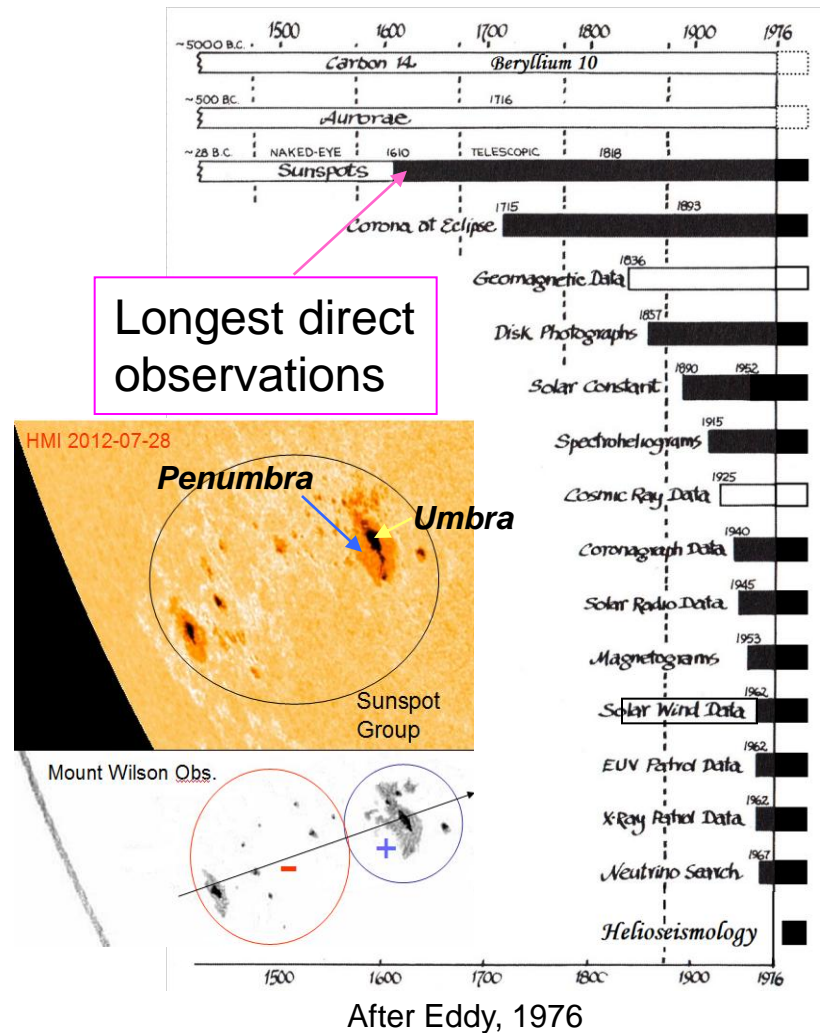 1500 1600 1700 1800 1900 1976
~5000 B.C.
Carbon 14 Beryllium 10
~500 B.C. 1716
Aurorae
~28 B.C. NAKED-EYE 1610 TELESCOPIC 1818
Sunspots
1715 1893
Corona at Eclipse
1836
Geomagnetic Data
Longest direct
observations
1857
Disk Photographs
1890 1952
Solar Constant
1915
Spectroheliograms
1925
Cosmic Ray Data
1940
Coronagraph Data
1945
Solar Radio Data
1953
Magnetograms
1962
Solar Wind Data
1962
EUV Patrol Data
1962
X-Ray Patrol Data
1967
Neutrino Search
Helioseismology
HMI 2012-07-28
Penumbra
Umbra
Sunspot
Group
Mount Wilson Obs.
+
-
1500 1600 1700 1800 1900 1976
After Eddy, 1976